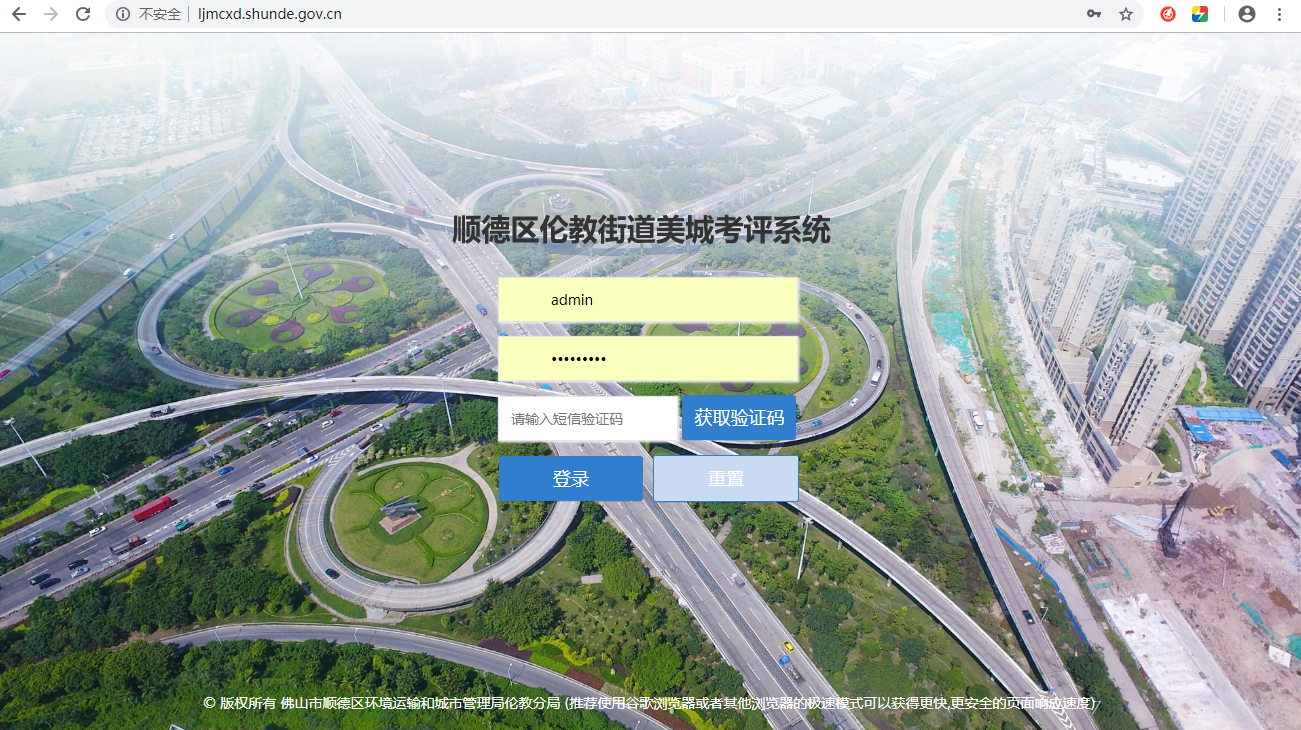 不安全 ljmcxd.shunde.gov.cn
顺德区伦教街道美城考评系统
admin
•••••••••
请输入短信验证码 获取验证码
登录 重置
© 版权所有 佛山市顺德区环境运输和城市管理局伦教分局 (推荐使用谷歌浏览器或者其他浏览器的极速模式可以获得更快,更安全的页面响应速度)